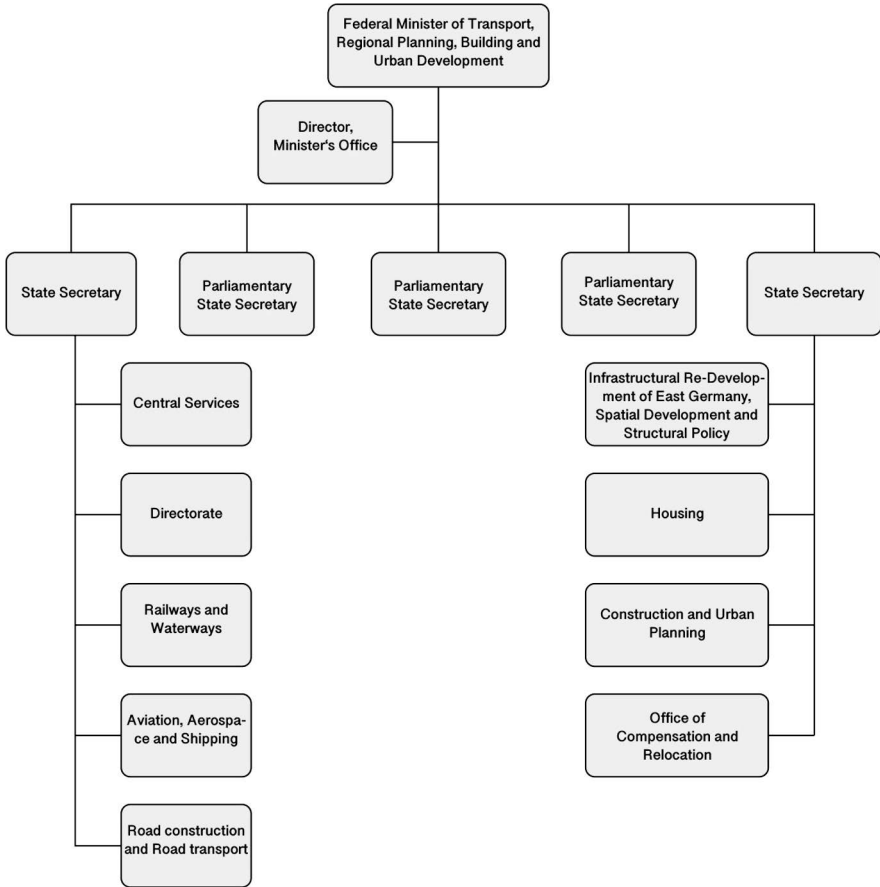 Federal Minister of Transport,
Regional Planning, Building and
Urban Development
Director,
Minister's Office
State Secretary
Parliamentary
State Secretary
Parliamentary
State Secretary
Parliamentary
State Secretary
State Secretary
Central Services
Directorate
Railways and
Waterways
Aviation, Aerospa-
ce and Shipping
Road construction
and Road transport
Infrastructural Re-Develop-
ment of East Germany,
Spatial Development and
Structural Policy
Housing
Construction and Urban
Planning
Office of
Compensation and
Relocation